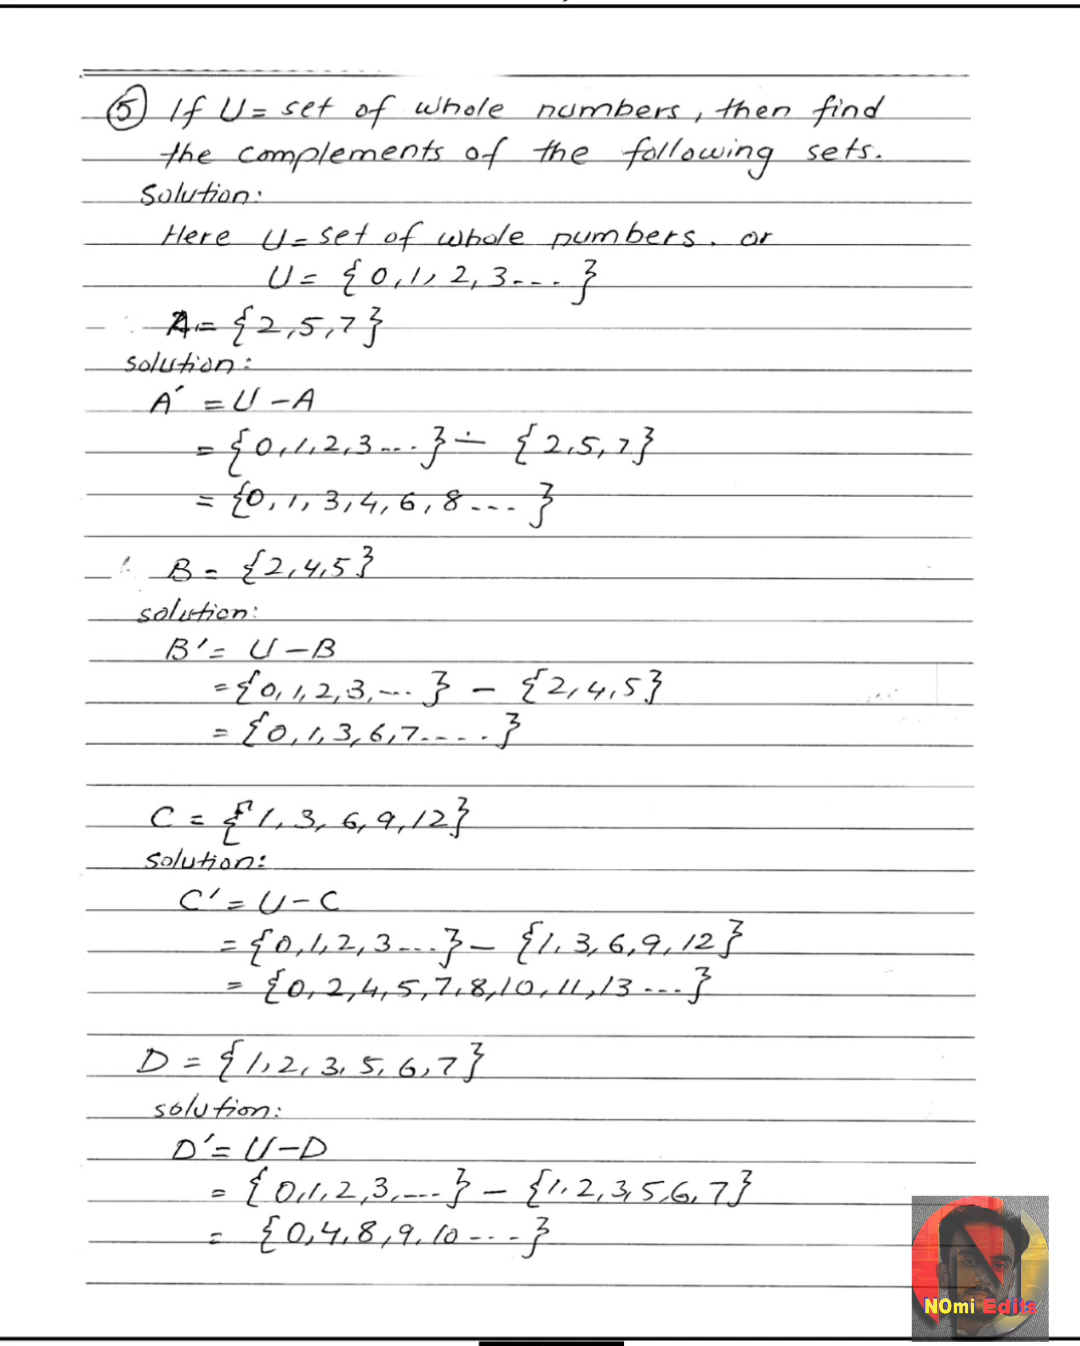 ⑤ If U = set of whole numbers, then find
the complements of the following sets.
Solution:
Here U = set of whole numbers. or
U = {0,1,2,3----}
A = {2,5,7}
solution:
A' = U - A
= {0,1,2,3....} - {2,5,7}
= {0,1,3,4,6,8----}
B = {2,4,5}
solution:
B' = U - B
= {0,1,2,3,----} - {2,4,5}
= {0,1,3,6,7.....}
C = {1,3,6,9,12}
solution:
C' = U - C
= {0,1,2,3----} - {1,3,6,9,12}
= {0,2,4,5,7,8,10,11,13----}
D = {1,2,3,5,6,7}
solution:
D' = U - D
= {0,1,2,3,----} - {1,2,3,5,6,7}
= {0,4,8,9,10----}
NOmi Edits